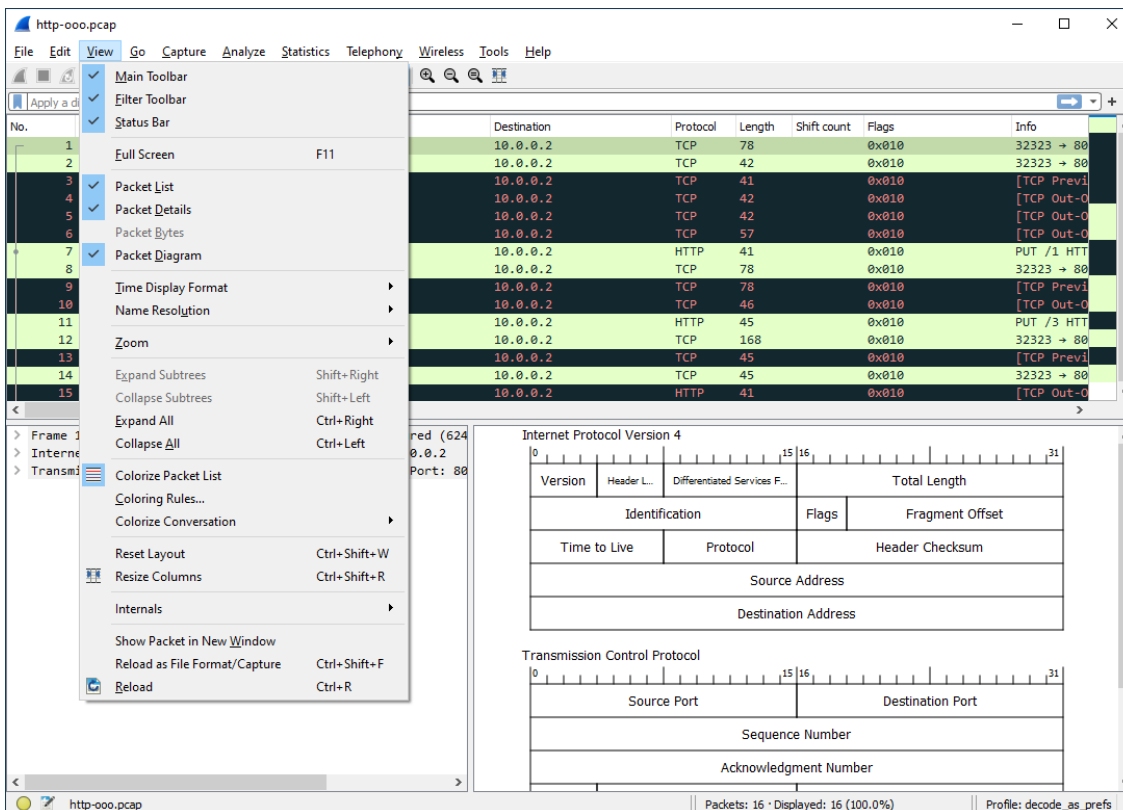 http-ooo.pcap
File Edit View Go Capture Analyze Statistics Telephony Wireless Tools Help
Apply a di
Main Toolbar
Filter Toolbar
Status Bar
Full Screen F11
Packet List
Packet Details
Packet Bytes
Packet Diagram
Time Display Format
Name Resolution
Zoom
Expand Subtrees Shift+Right
Collapse Subtrees Shift+Left
Expand All Ctrl+Right
Collapse All Ctrl+Left
Colorize Packet List
Coloring Rules...
Colorize Conversation
Reset Layout Ctrl+Shift+W
Resize Columns Ctrl+Shift+R
Internals
Show Packet in New Window
Reload as File Format/Capture Ctrl+Shift+F
Reload Ctrl+R
No. Destination Protocol Length Shift count Flags Info
1 10.0.0.2 TCP 78 0x010 32323 → 80
2 10.0.0.2 TCP 42 0x010 32323 → 80
3 10.0.0.2 TCP 41 0x010 [TCP Previ
4 10.0.0.2 TCP 42 0x010 [TCP Out-O
5 10.0.0.2 TCP 42 0x010 [TCP Out-O
6 10.0.0.2 TCP 57 0x010 [TCP Out-O
7 10.0.0.2 HTTP 41 0x010 PUT /1 HTT
8 10.0.0.2 TCP 78 0x010 32323 → 80
9 10.0.0.2 TCP 78 0x010 [TCP Previ
10 10.0.0.2 TCP 46 0x010 [TCP Out-O
11 10.0.0.2 HTTP 45 0x010 PUT /3 HTT
12 10.0.0.2 TCP 168 0x010 32323 → 80
13 10.0.0.2 TCP 45 0x010 [TCP Previ
14 10.0.0.2 TCP 45 0x010 32323 → 80
15 10.0.0.2 HTTP 41 0x010 [TCP Out-O
Frame 1 red (624
Interne 0.0.2
Transmi Port: 80
Internet Protocol Version 4
0 15 16 31
Version Header L... Differentiated Services F... Total Length
Identification Flags Fragment Offset
Time to Live Protocol Header Checksum
Source Address
Destination Address
Transmission Control Protocol
0 15 16 31
Source Port Destination Port
Sequence Number
Acknowledgment Number
http-ooo.pcap Packets: 16 · Displayed: 16 (100.0%) Profile: decode_as_prefs